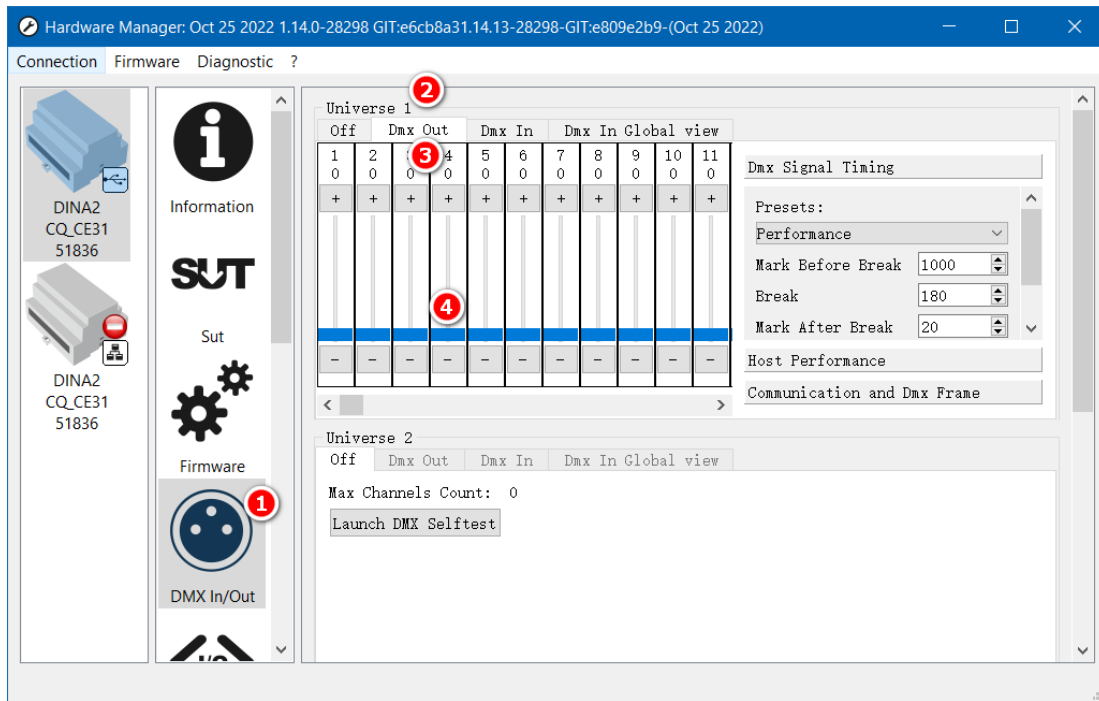 Hardware Manager: Oct 25 2022 1.14.0-28298 GIT:e6cb8a31.14.13-28298-GIT:e809e2b9-(Oct 25 2022)
Connection Firmware Diagnostic ?
DINA2
CQ_CE31
51836
DINA2
CQ_CE31
51836
Information
SUT
Sut
Firmware
1
DMX In/Out
2
Universe 1
Off Dmx Out Dmx In Dmx In Global view
3
1 2 4 5 6 7 8 9 10 11
0 0 0 0 0 0 0 0 0 0 0
+ + + + + + + + + + +
4
- - - - - - - - - - -
Dmx Signal Timing
Presets:
Performance
Mark Before Break 1000
Break 180
Mark After Break 20
Host Performance
Communication and Dmx Frame
Universe 2
Off Dmx Out Dmx In Dmx In Global view
Max Channels Count: 0
Launch DMX Selftest